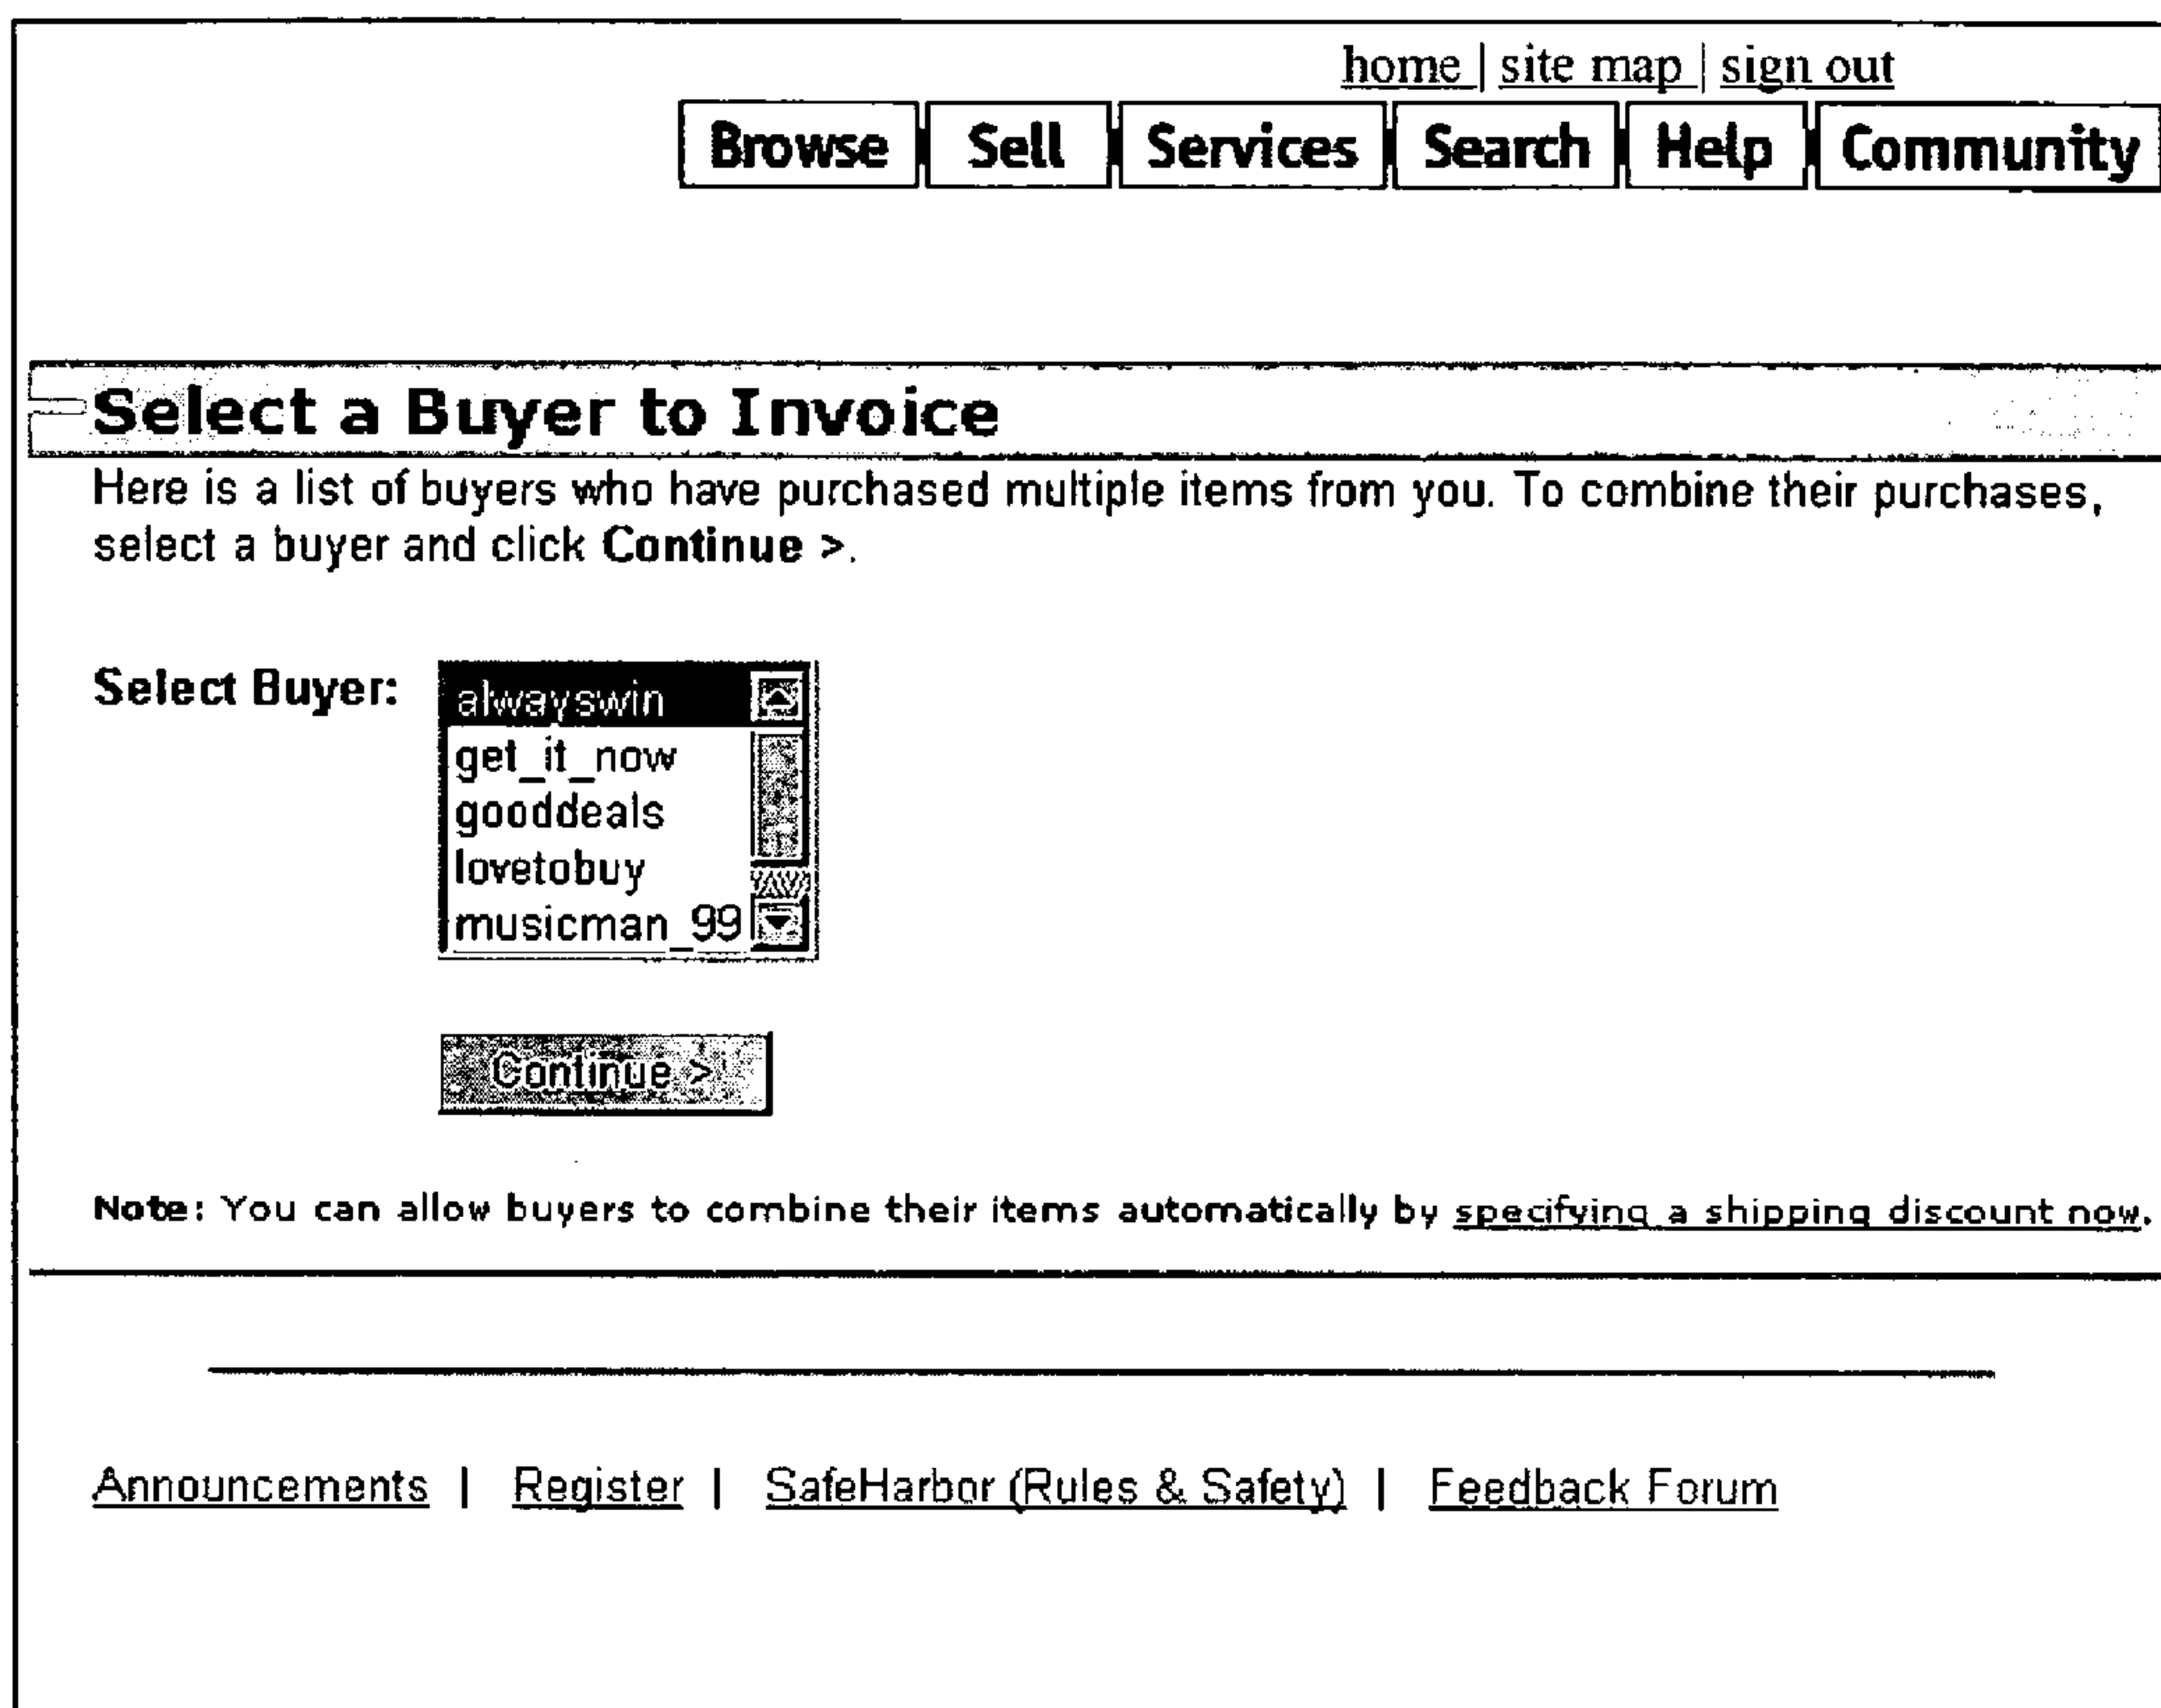 home | site map | sign out
Browse Sell Services Search Help Community
Select a Buyer to Invoice
Here is a list of buyers who have purchased multiple items from you. To combine their purchases,
select a buyer and click Continue >.
Select Buyer: alwayswin
get_it_now
gooddeals
lovetobuy
musicman_99
Continue >
Note: You can allow buyers to combine their items automatically by specifying a shipping discount now.
Announcements | Register | SafeHarbor (Rules & Safety) | Feedback Forum